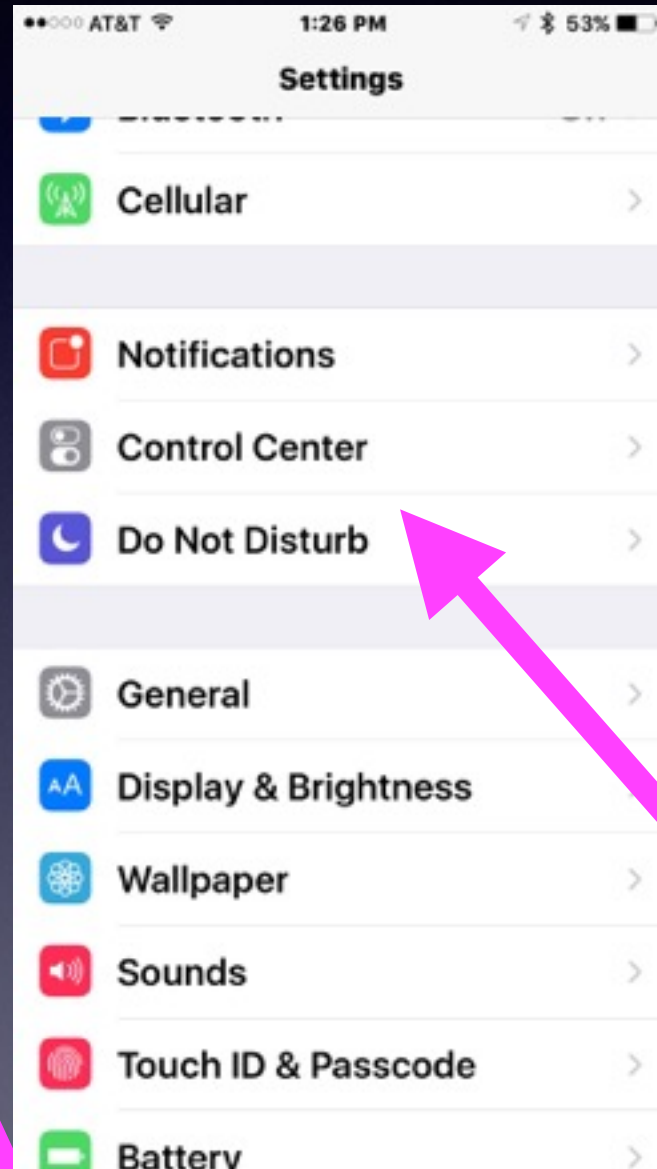 AT&T 1:26 PM 53%
Settings
Cellular
Notifications
Control Center
Do Not Disturb
General
AA Display & Brightness
Wallpaper
Sounds
Touch ID & Passcode
Battery